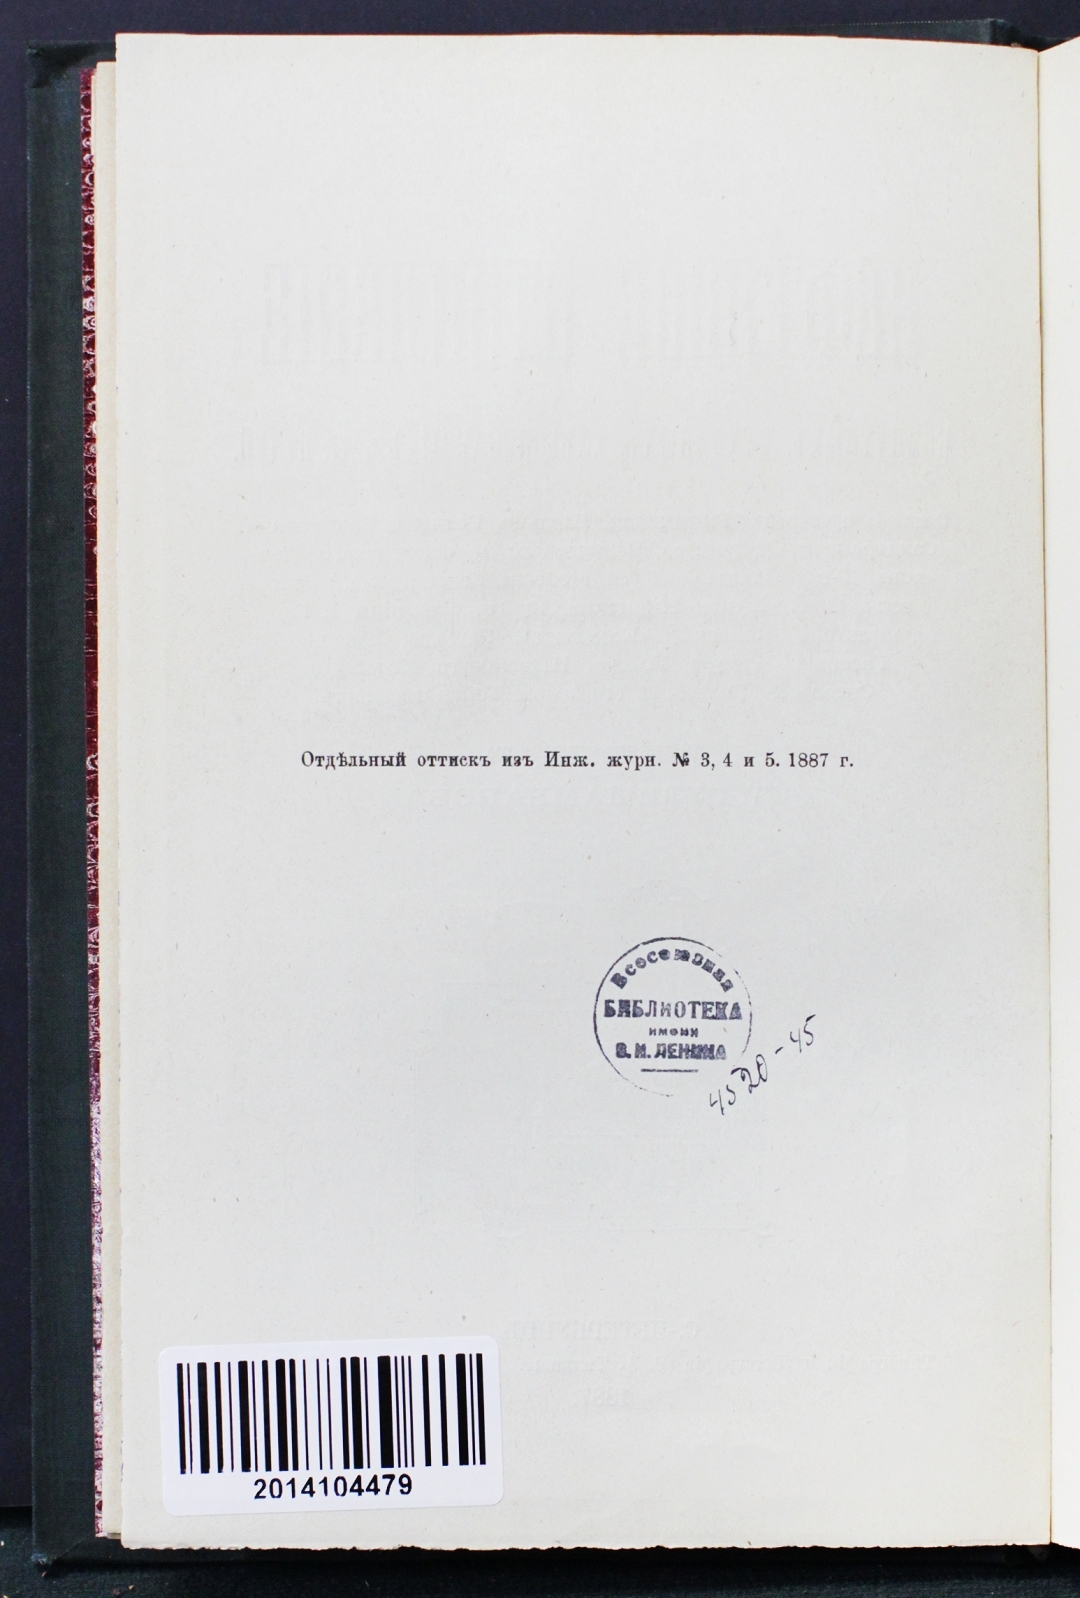 Отдѣльный оттискъ изъ Инж. журн. № 3, 4 и 5. 1887 г.
Всесоюзная
БИБЛИОТЕКА
имени
В. И. ЛЕНИНА
4520-45
2014104479